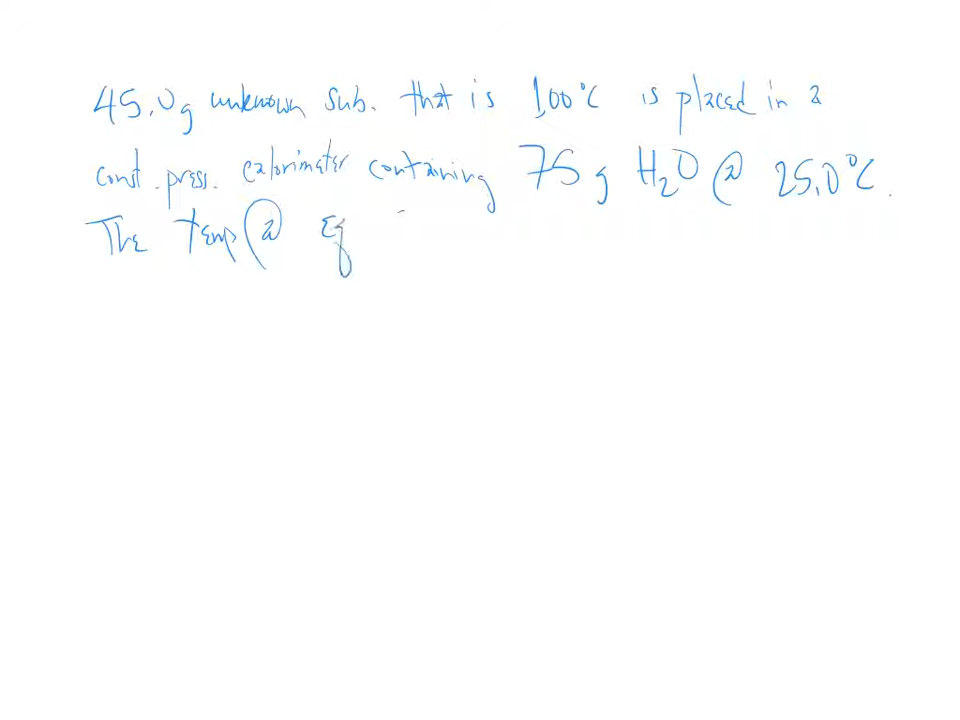 45.0g unknown sub. that is 100°C is placed in a
const. press. calorimeter containing 75g H₂O @ 25.0°C.
The temp @ Eq